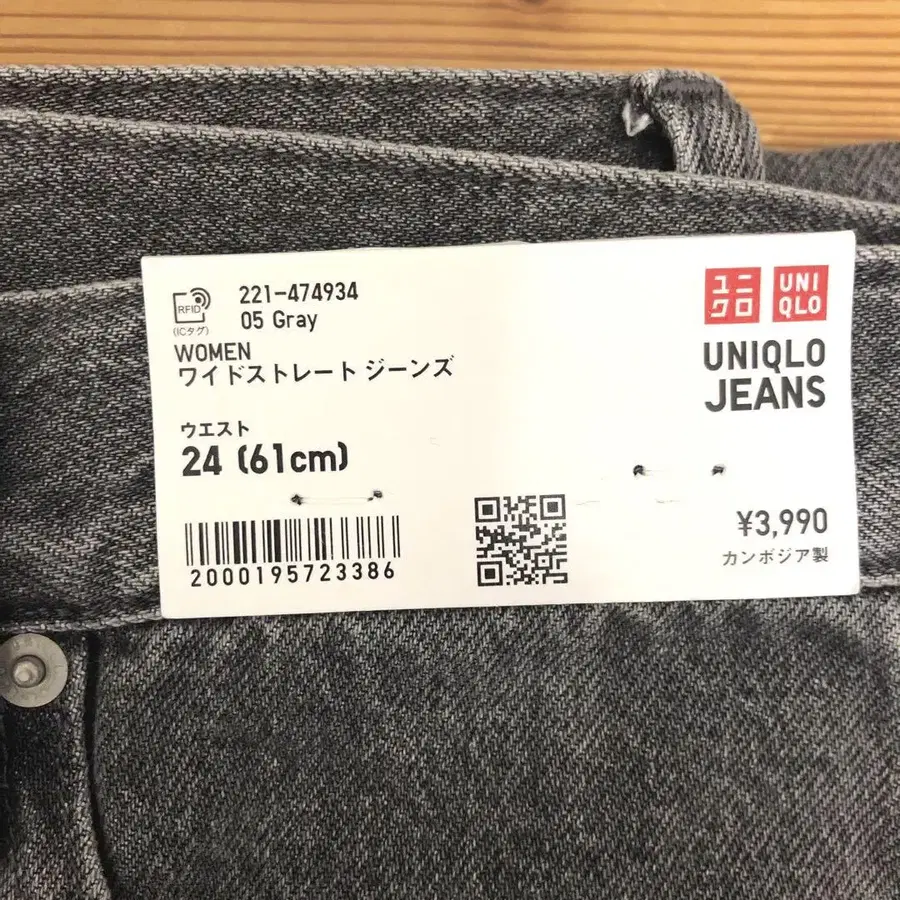 221-474934
05 Gray
RFID
(ICタグ)
WOMEN
ワイドストレート ジーンズ
ウエスト
24 (61cm)
2000195723386
ユニ
クロ
UNI
QLO
UNIQLO
JEANS
¥3,990
カンボジア製